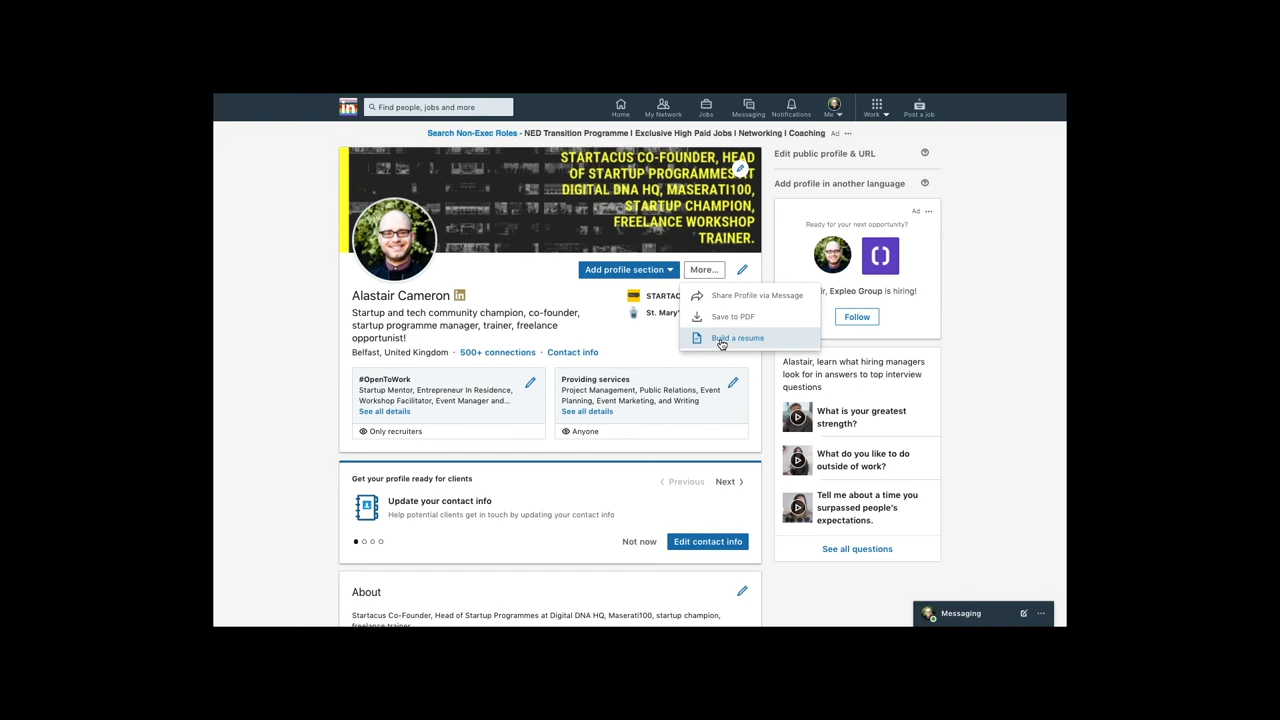 in
Find people, jobs and more
Home
My Network
Jobs
Messaging
Notifications
Me
Work
Post a job
Search Non-Exec Roles - NED Transition Programme I Exclusive High Paid Jobs I Networking I Coaching Ad
STARTACUS CO-FOUNDER, HEAD
OF STARTUP PROGRAMMES AT
DIGITAL DNA HQ, MASERATI100,
STARTUP CHAMPION,
FREELANCE WORKSHOP
TRAINER.
Add profile section
More...
Share Profile via Message
Save to PDF
Build a resume
Alastair Cameron in
STARTAC
St. Mary'
Startup and tech community champion, co-founder,
startup programme manager, trainer, freelance
opportunist!
Belfast, United Kingdom · 500+ connections · Contact info
#OpenToWork
Startup Mentor, Entrepreneur In Residence,
Workshop Facilitator, Event Manager and...
See all details
Only recruiters
Providing services
Project Management, Public Relations, Event
Planning, Event Marketing, and Writing
See all details
Anyone
Get your profile ready for clients
Previous
Next
Update your contact info
Help potential clients get in touch by updating your contact info
Not now
Edit contact info
About
Startacus Co-Founder, Head of Startup Programmes at Digital DNA HQ, Maserati100, startup champion,
freelance trainer
Edit public profile & URL
Add profile in another language
Ad
Ready for your next opportunity?
ir, Expleo Group is hiring!
Follow
Alastair, learn what hiring managers
look for in answers to top interview
questions
What is your greatest
strength?
What do you like to do
outside of work?
Tell me about a time you
surpassed people's
expectations.
See all questions
Messaging